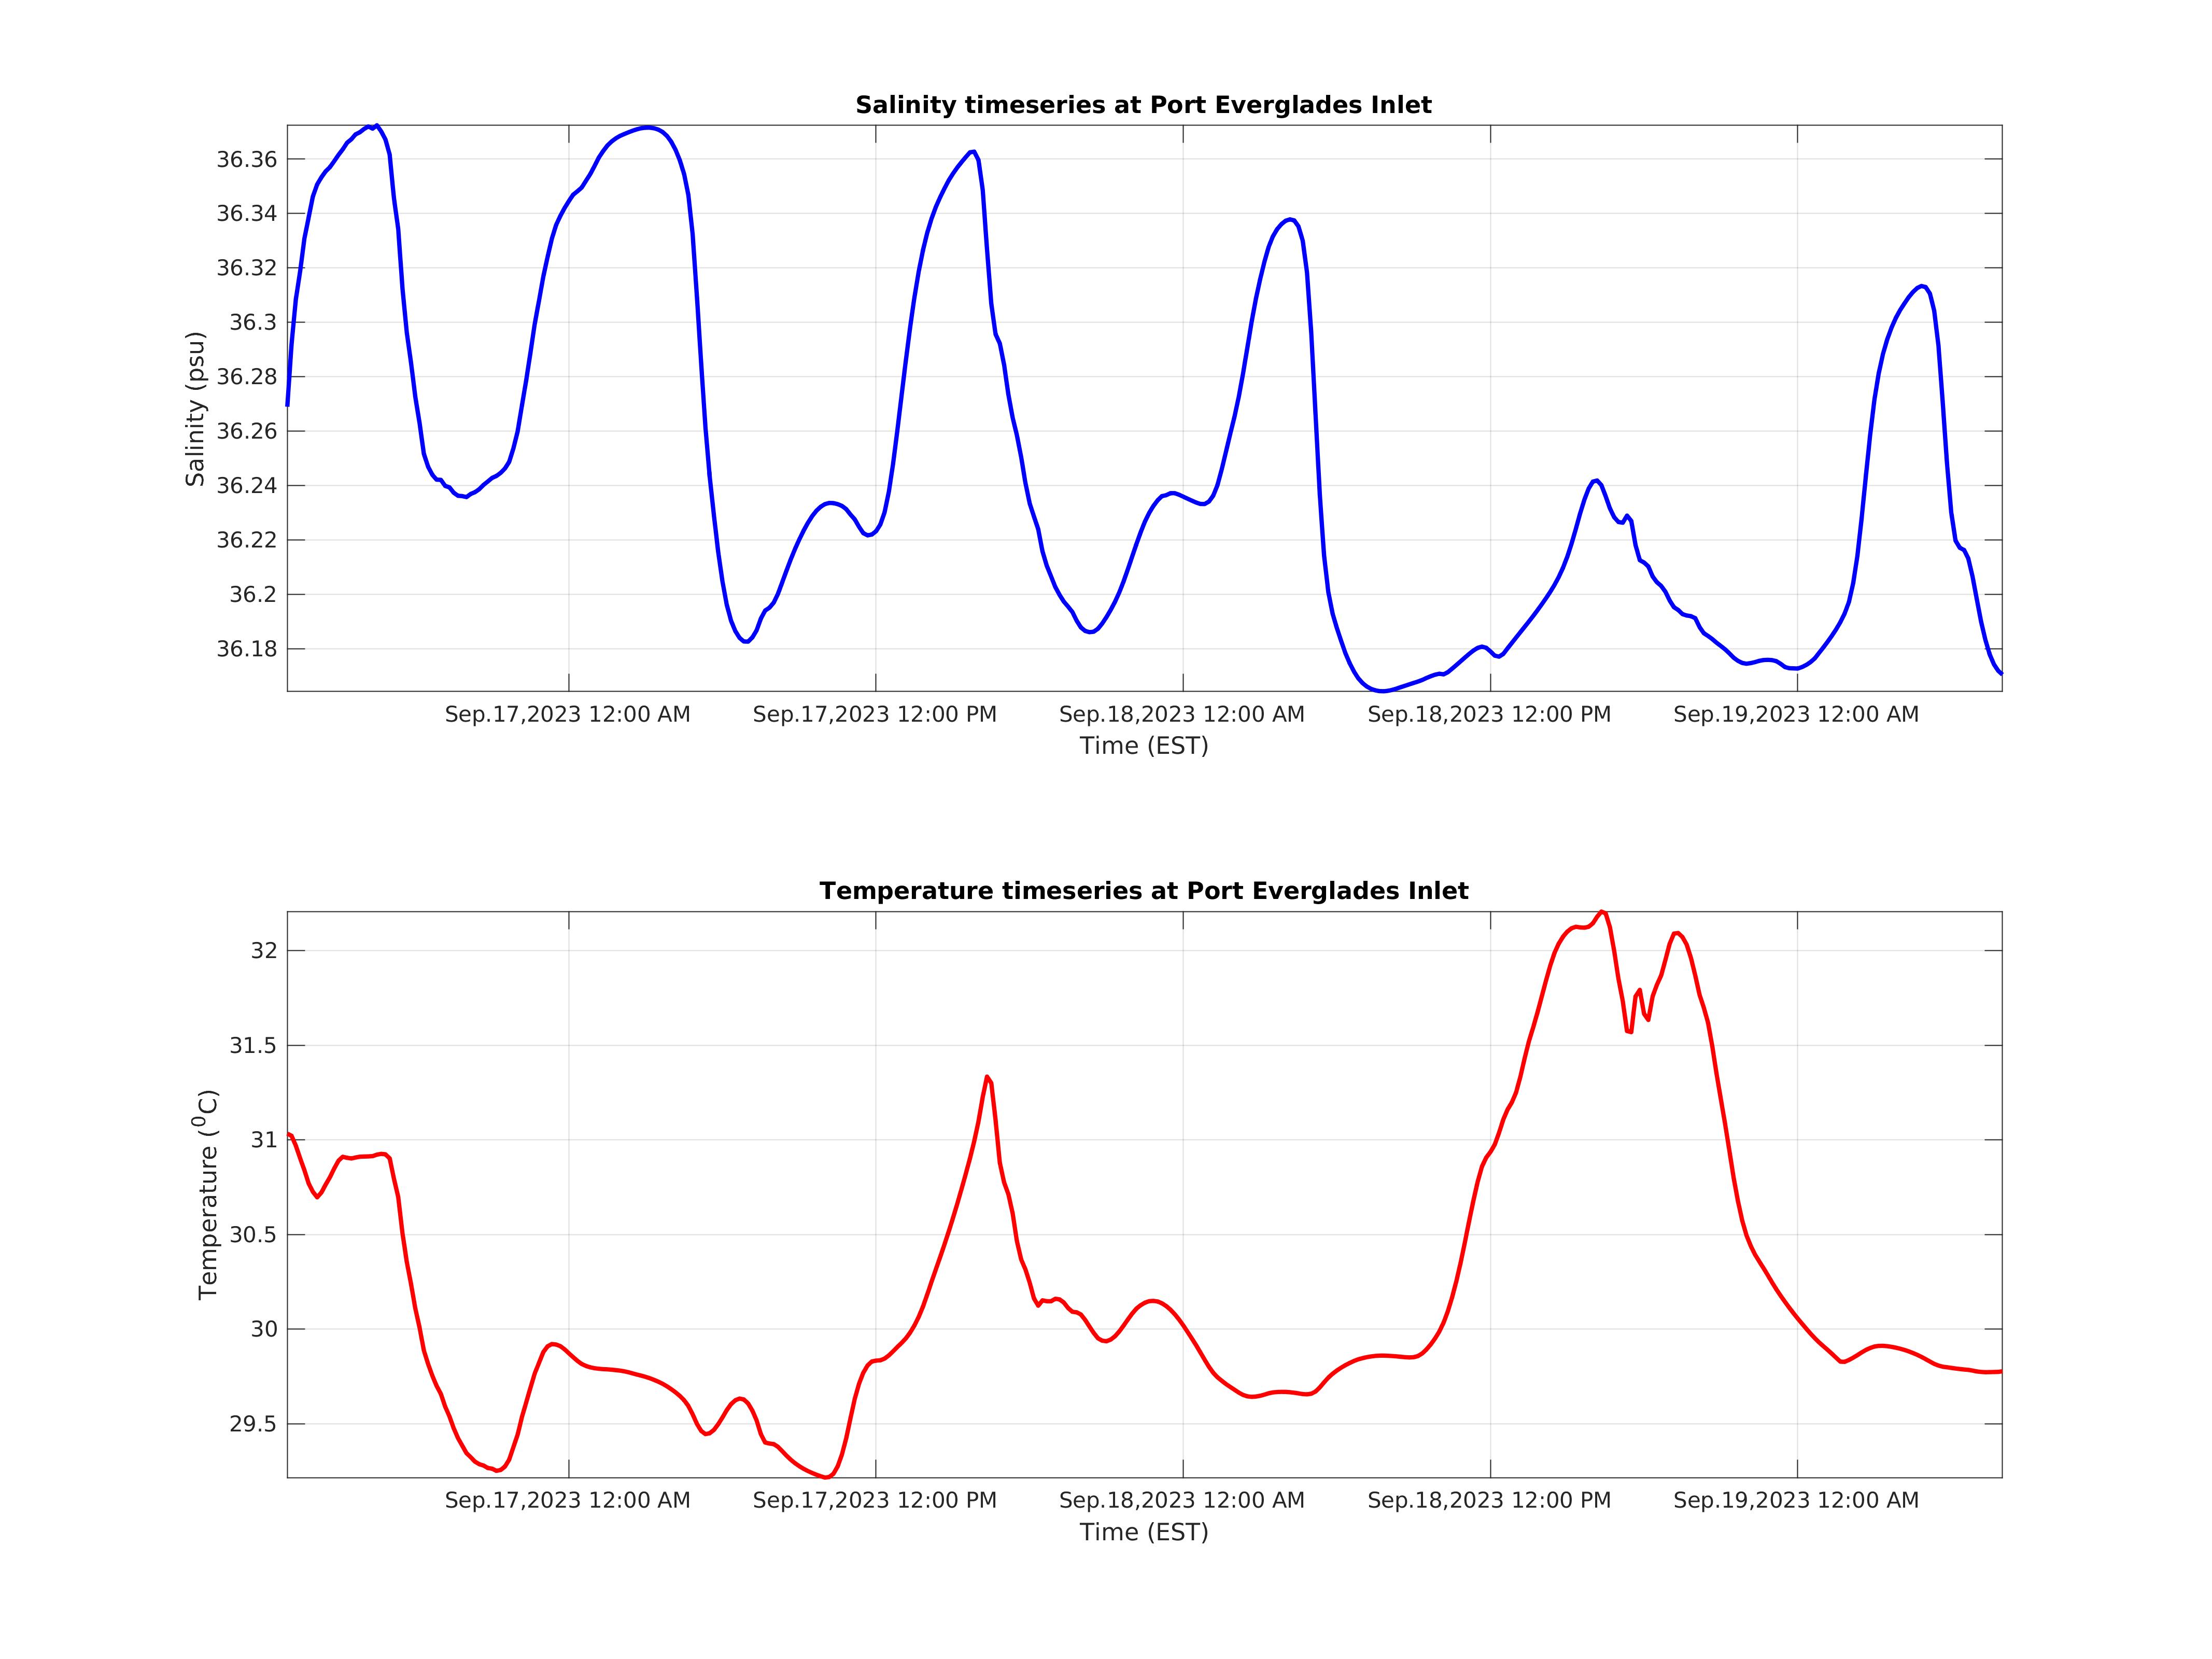 Salinity timeseries at Port Everglades Inlet
36.36
36.34
36.32
36.3
36.28
36.26
36.24
36.22
36.2
36.18
Salinity (psu)
Sep.17,2023 12:00 AM Sep.17,2023 12:00 PM Sep.18,2023 12:00 AM Sep.18,2023 12:00 PM Sep.19,2023 12:00 AM
Time (EST)
Temperature timeseries at Port Everglades Inlet
32
31.5
31
30.5
30
29.5
Temperature (⁰C)
Sep.17,2023 12:00 AM Sep.17,2023 12:00 PM Sep.18,2023 12:00 AM Sep.18,2023 12:00 PM Sep.19,2023 12:00 AM
Time (EST)